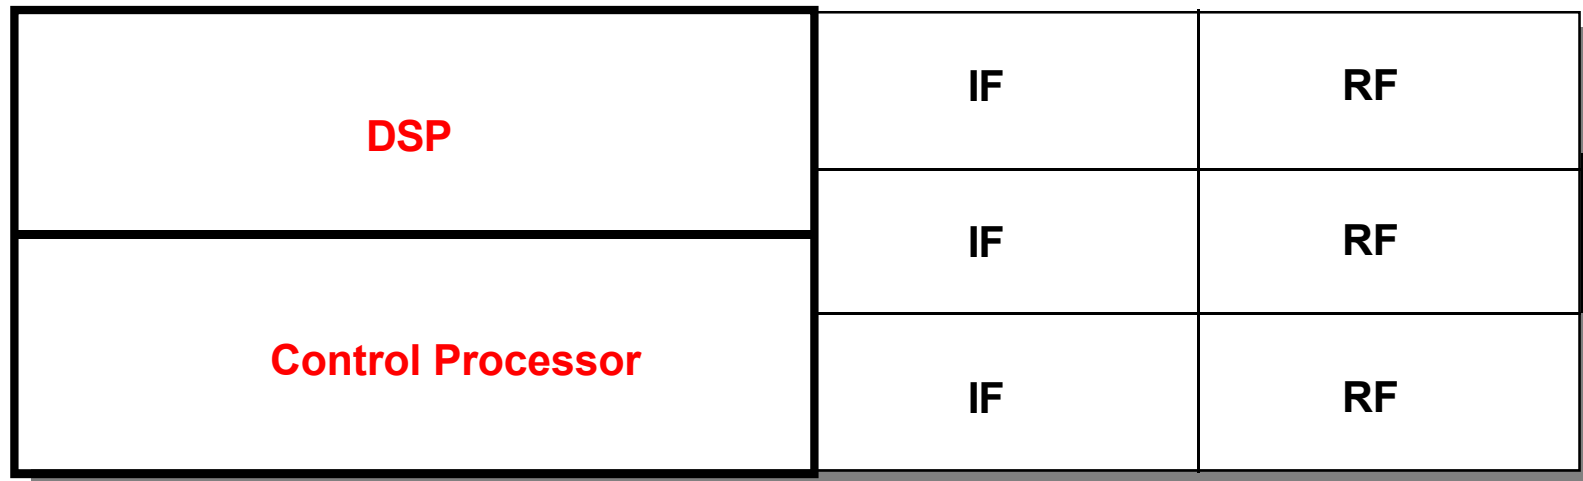 IF
RF
DSP
IF
RF
Control Processor
IF
RF